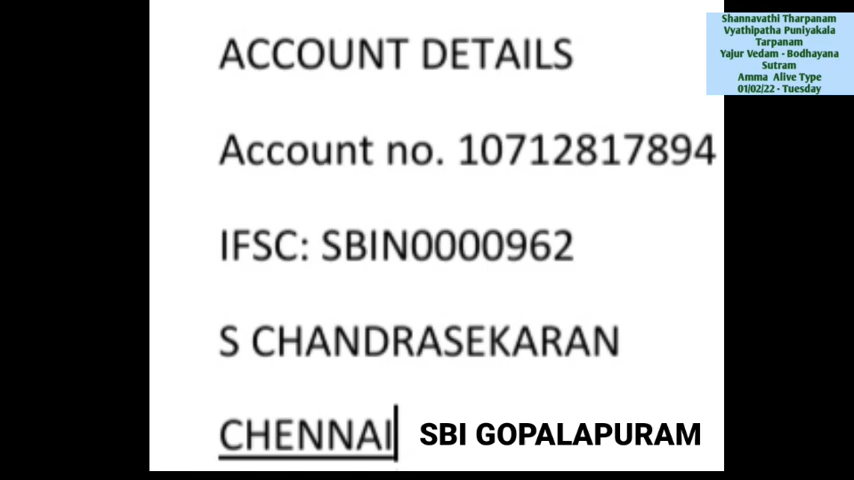 ACCOUNT DETAILS
Account no. 10712817894
IFSC: SBIN0000962
S CHANDRASEKARAN
CHENNAI SBI GOPALAPURAM
Shannavathi Tharpanam
Vyathipatha Puniyakala
Tarpanam
Yajur Vedam - Bodhayana
Sutram
Amma Alive Type
01/02/22 - Tuesday